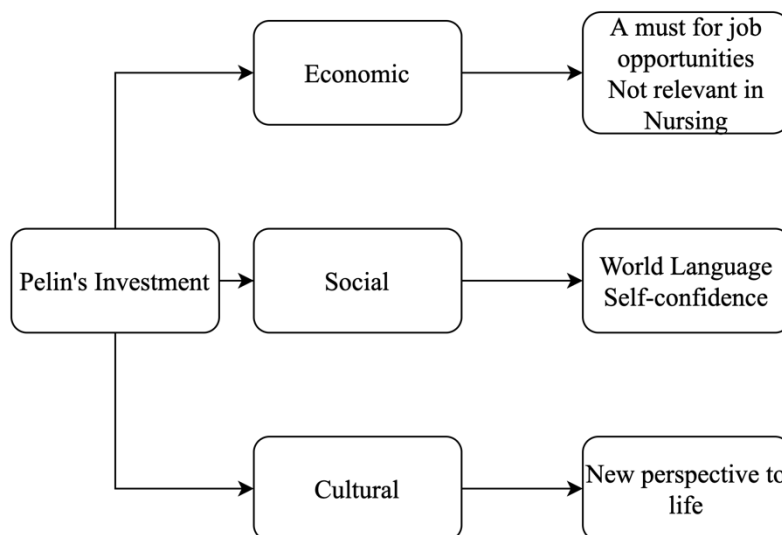 Economic
A must for job
opportunities
Not relevant in
Nursing
Pelin's Investment
Social
World Language
Self-confidence
Cultural
New perspective to
life